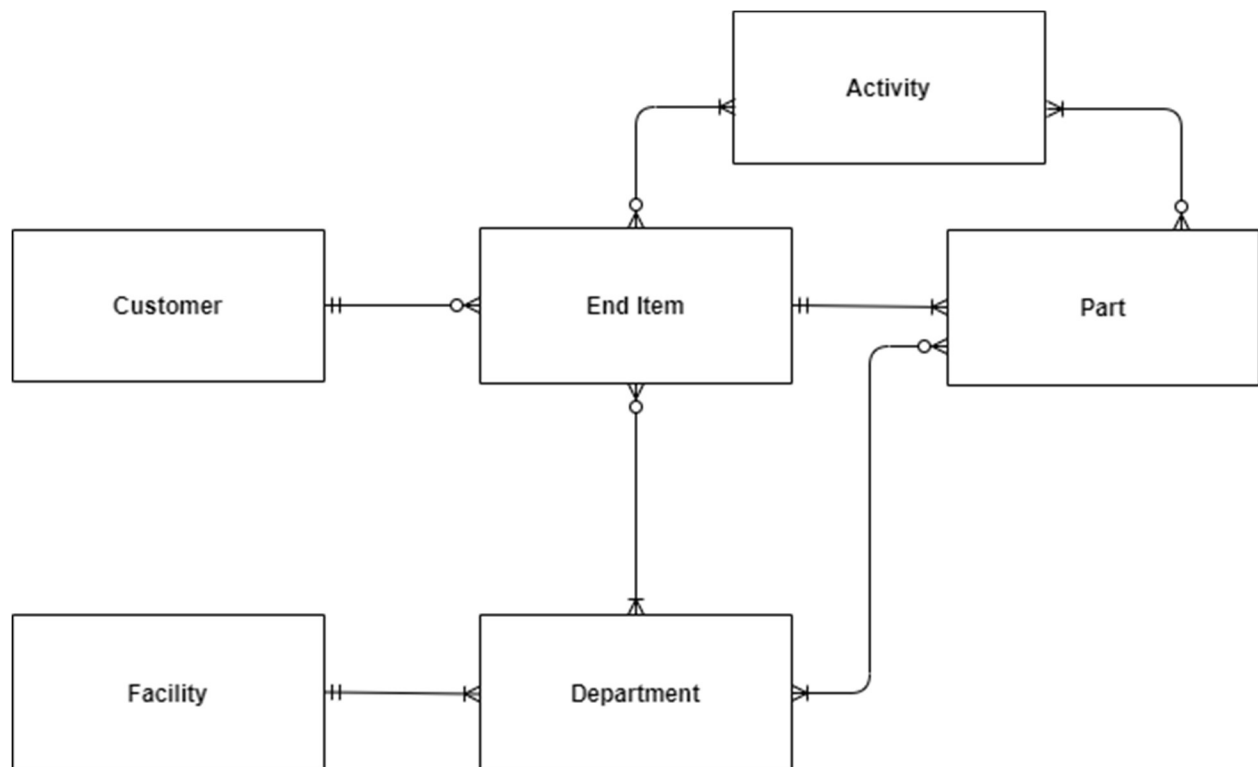 Activity
Customer
End Item
Part
Facility
Department